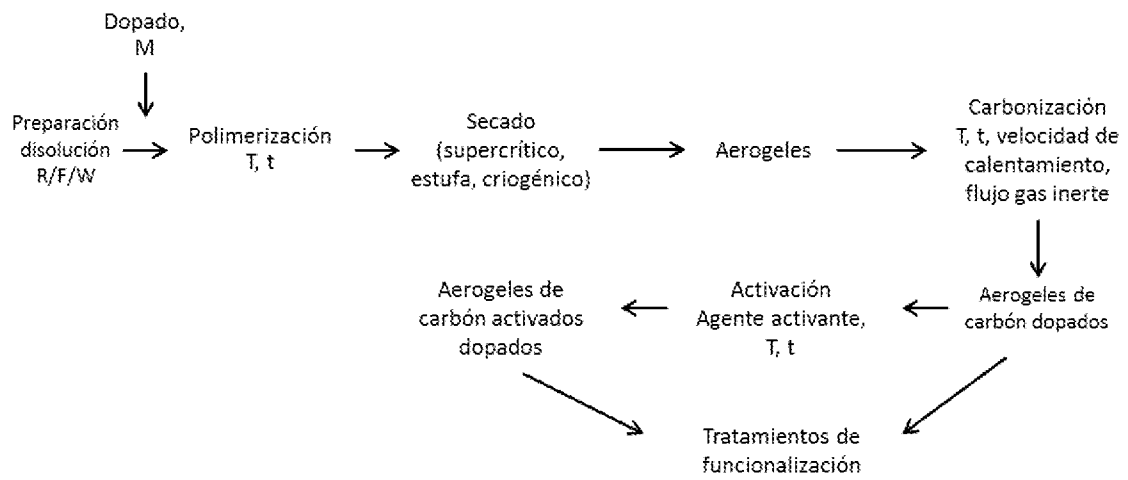 Dopado,
M
Preparación
disolución
R/F/W
Polimerización
T, t
Secado
(supercrítico,
estufa, criogénico)
Aerogeles
Carbonización
T, t, velocidad de
calentamiento,
flujo gas inerte
Aerogeles de
carbón dopados
Activación
Agente activante,
T, t
Aerogeles de
carbón activados
dopados
Tratamientos de
funcionalización